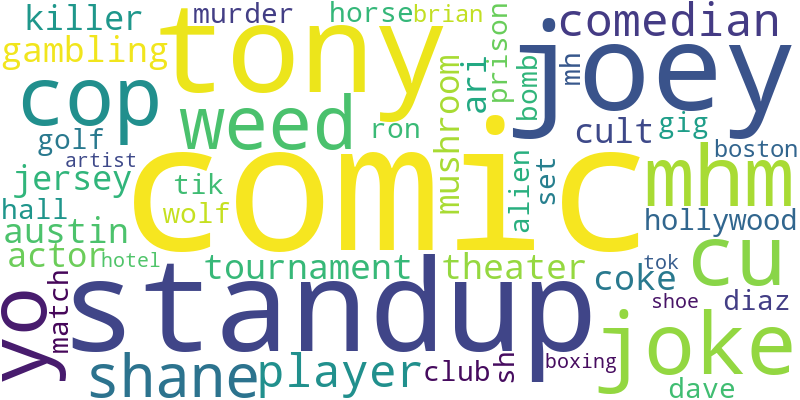 killer
murder
horse
brian
comedian
gambling
tony
joey
cop
weed
mushroom
ari
prison
bomb
mh
golf
artist
ron
cult
gig
boston
comic
jersey
tik
alien
set
mhm
hall
wolf
hollywood
austin
actor
hotel
tournament
theater
coke
cu
tok
yo
match
standup
shoe
diaz
joke
shane
player
club
sh
boxing
dave